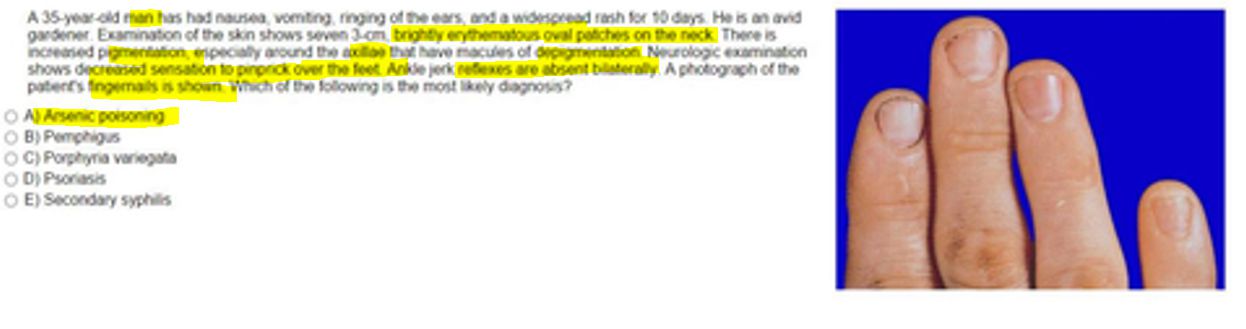 A 35-year-old man has had nausea, vomiting, ringing of the ears, and a widespread rash for 10 days. He is an avid
gardener. Examination of the skin shows seven 3-cm, brightly erythematous oval patches on the neck. There is
increased pigmentation, especially around the axillae that have macules of depigmentation. Neurologic examination
shows decreased sensation to pinprick over the feet. Ankle jerk reflexes are absent bilaterally. A photograph of the
patient's fingernails is shown. Which of the following is the most likely diagnosis?
A) Arsenic poisoning
B) Pemphigus
C) Porphyria variegata
D) Psoriasis
E) Secondary syphilis